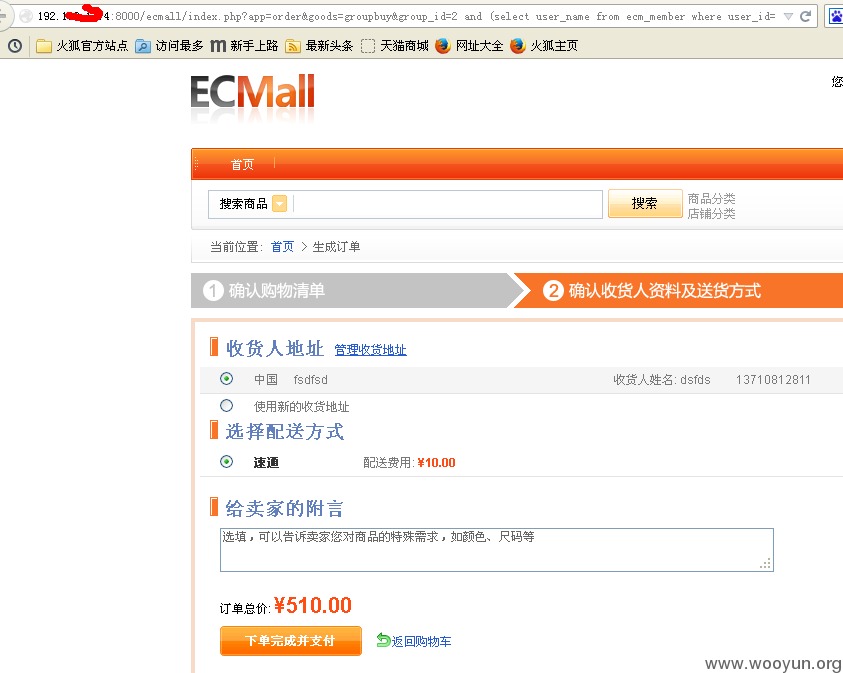 192.1 4:8000/ecmall/index.php?app=order&goods=groupbuy&group_id=2 and (select user_name from ecm_member where user_id=
火狐官方站点 访问最多 新手上路 最新头条 天猫商城 网址大全 火狐主页
ECMall
您
首页
搜索商品 搜索 商品分类
店铺分类
当前位置: 首页 > 生成订单
1 确认购物清单 2 确认收货人资料及送货方式
收货人地址 管理收货地址
中国 fsdfsd 收货人姓名: dsfds 13710812811
使用新的收货地址
选择配送方式
速递 配送费用: ¥10.00
给卖家的附言
选填，可以告诉卖家您对商品的特殊需求，如颜色、尺码等
订单总价: ¥510.00
下单完成并支付 返回购物车
www.wooyun.org